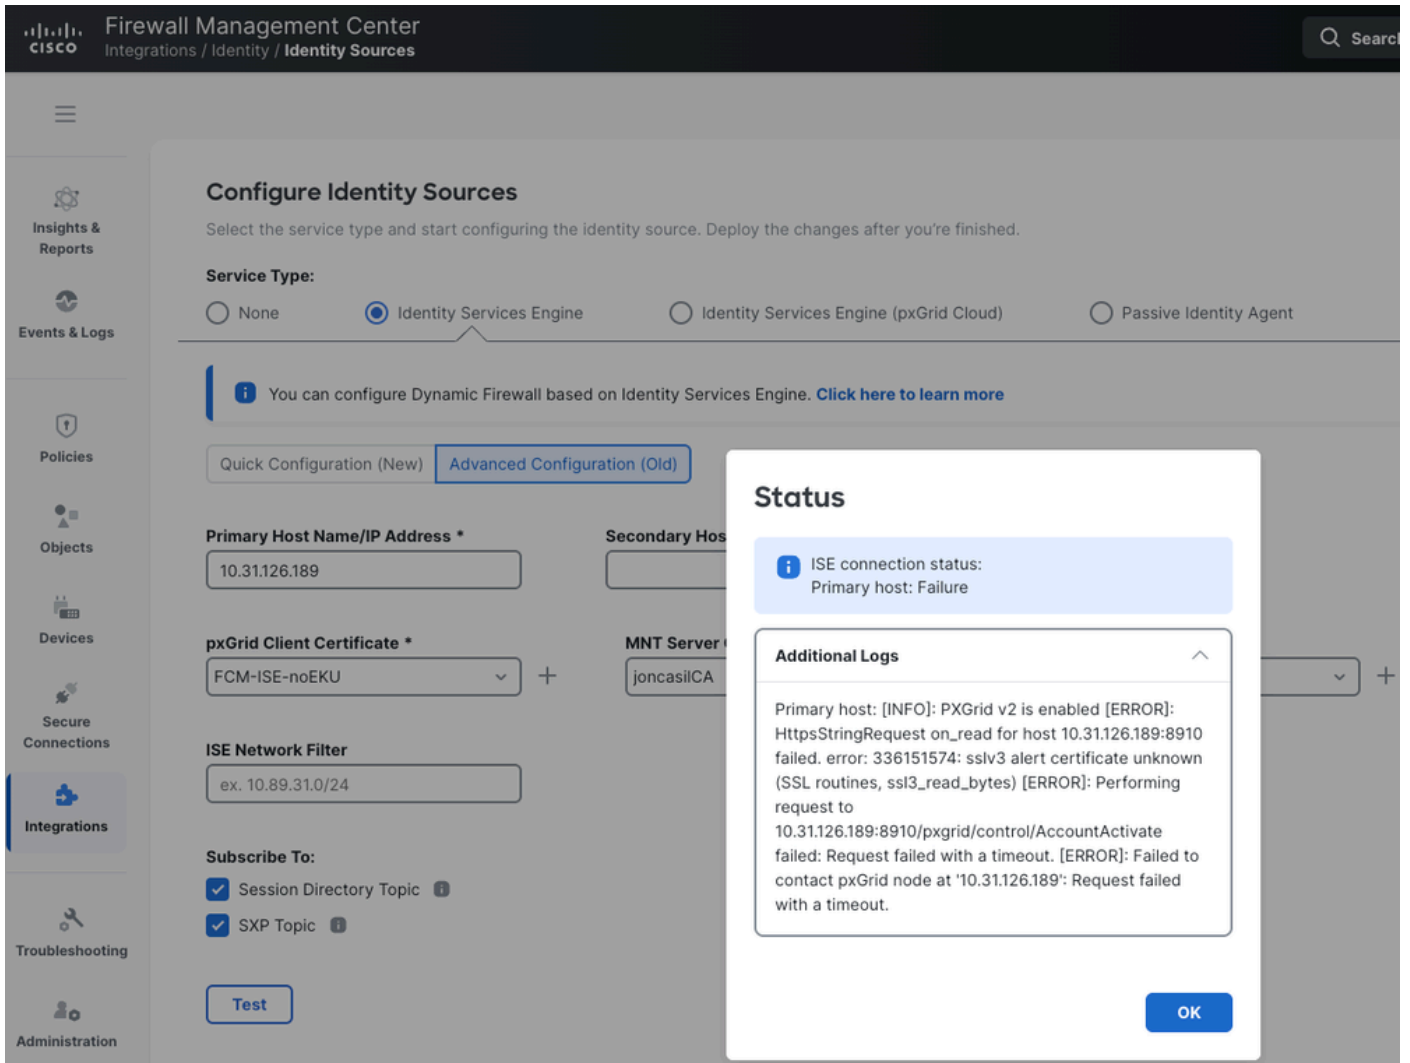 CISCO
Firewall Management Center
Integrations / Identity / Identity Sources
Search
Insights &
Reports
Events & Logs
Policies
Objects
Devices
Secure
Connections
Integrations
Troubleshooting
Administration
Configure Identity Sources
Select the service type and start configuring the identity source. Deploy the changes after you're finished.
Service Type:
None
Identity Services Engine
Identity Services Engine (pxGrid Cloud)
Passive Identity Agent
You can configure Dynamic Firewall based on Identity Services Engine. Click here to learn more
Quick Configuration (New)
Advanced Configuration (Old)
Primary Host Name/IP Address *
Secondary Hos
10.31.126.189
pxGrid Client Certificate *
MNT Server
FCM-ISE-noEKU
joncasilCA
ISE Network Filter
ex. 10.89.31.0/24
Subscribe To:
Session Directory Topic
SXP Topic
Test
Status
ISE connection status:
Primary host: Failure
Additional Logs
Primary host: [INFO]: PXGrid v2 is enabled [ERROR]:
HttpsStringRequest on_read for host 10.31.126.189:8910
failed. error: 336151574: sslv3 alert certificate unknown
(SSL routines, ssl3_read_bytes) [ERROR]: Performing
request to
10.31.126.189:8910/pxgrid/control/AccountActivate
failed: Request failed with a timeout. [ERROR]: Failed to
contact pxGrid node at '10.31.126.189': Request failed
with a timeout.
OK